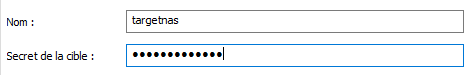 Nom : targetnas
Secret de la cible : •••••••••••••